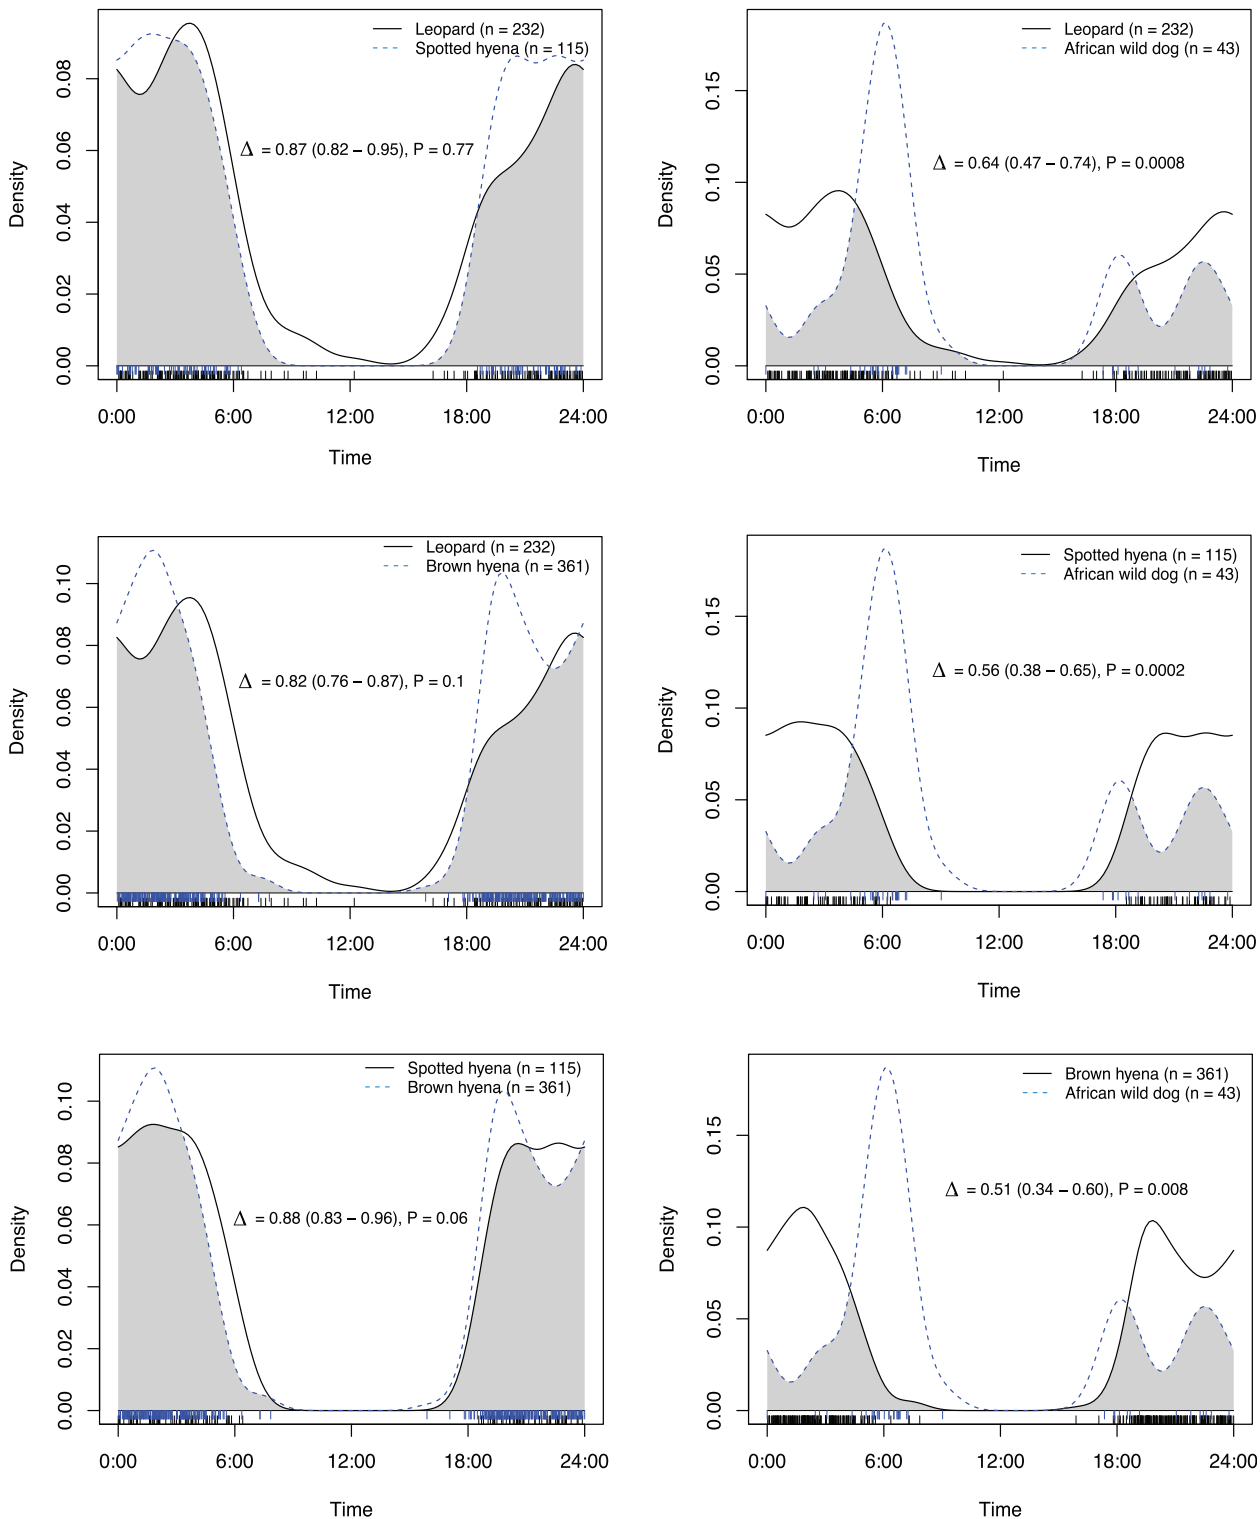 Leopard (n = 232)
Spotted hyena (n = 115)
Δ = 0.87 (0.82 − 0.95), P = 0.77
Density
0.00
0.02
0.04
0.06
0.08
0:00
6:00
12:00
18:00
24:00
Time
Leopard (n = 232)
African wild dog (n = 43)
Δ = 0.64 (0.47 − 0.74), P = 0.0008
Density
0.00
0.05
0.10
0.15
0:00
6:00
12:00
18:00
24:00
Time
Leopard (n = 232)
Brown hyena (n = 361)
Δ = 0.82 (0.76 − 0.87), P = 0.1
Density
0.00
0.02
0.04
0.06
0.08
0.10
0:00
6:00
12:00
18:00
24:00
Time
Spotted hyena (n = 115)
African wild dog (n = 43)
Δ = 0.56 (0.38 − 0.65), P = 0.0002
Density
0.00
0.05
0.10
0.15
0:00
6:00
12:00
18:00
24:00
Time
Spotted hyena (n = 115)
Brown hyena (n = 361)
Δ = 0.88 (0.83 − 0.96), P = 0.06
Density
0.00
0.02
0.04
0.06
0.08
0.10
0:00
6:00
12:00
18:00
24:00
Time
Brown hyena (n = 361)
African wild dog (n = 43)
Δ = 0.51 (0.34 − 0.60), P = 0.008
Density
0.00
0.05
0.10
0.15
0:00
6:00
12:00
18:00
24:00
Time